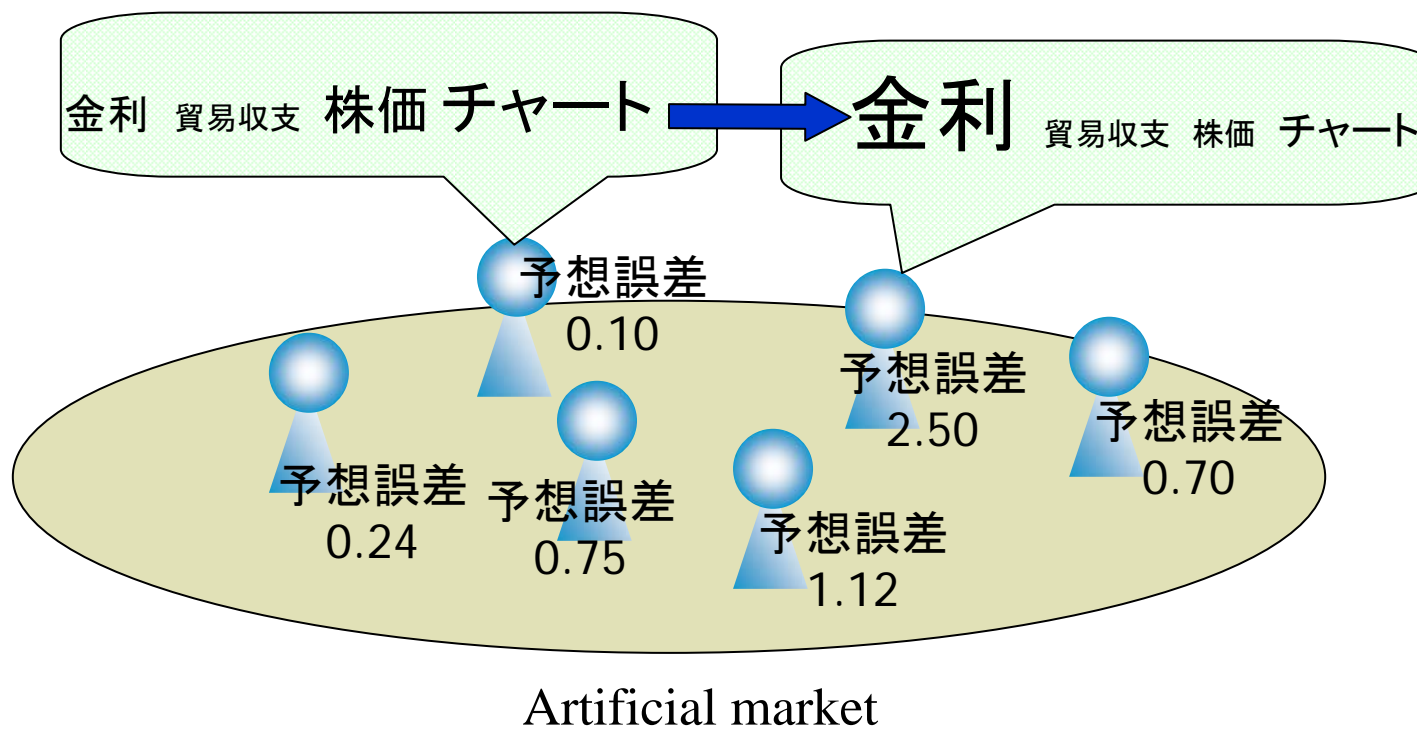 金利 貿易収支 株価 チャート
金利 貿易収支 株価 チャート
予想誤差
0.10
予想誤差
2.50
予想誤差
0.70
予想誤差
0.24
予想誤差
0.75
予想誤差
1.12
Artificial market